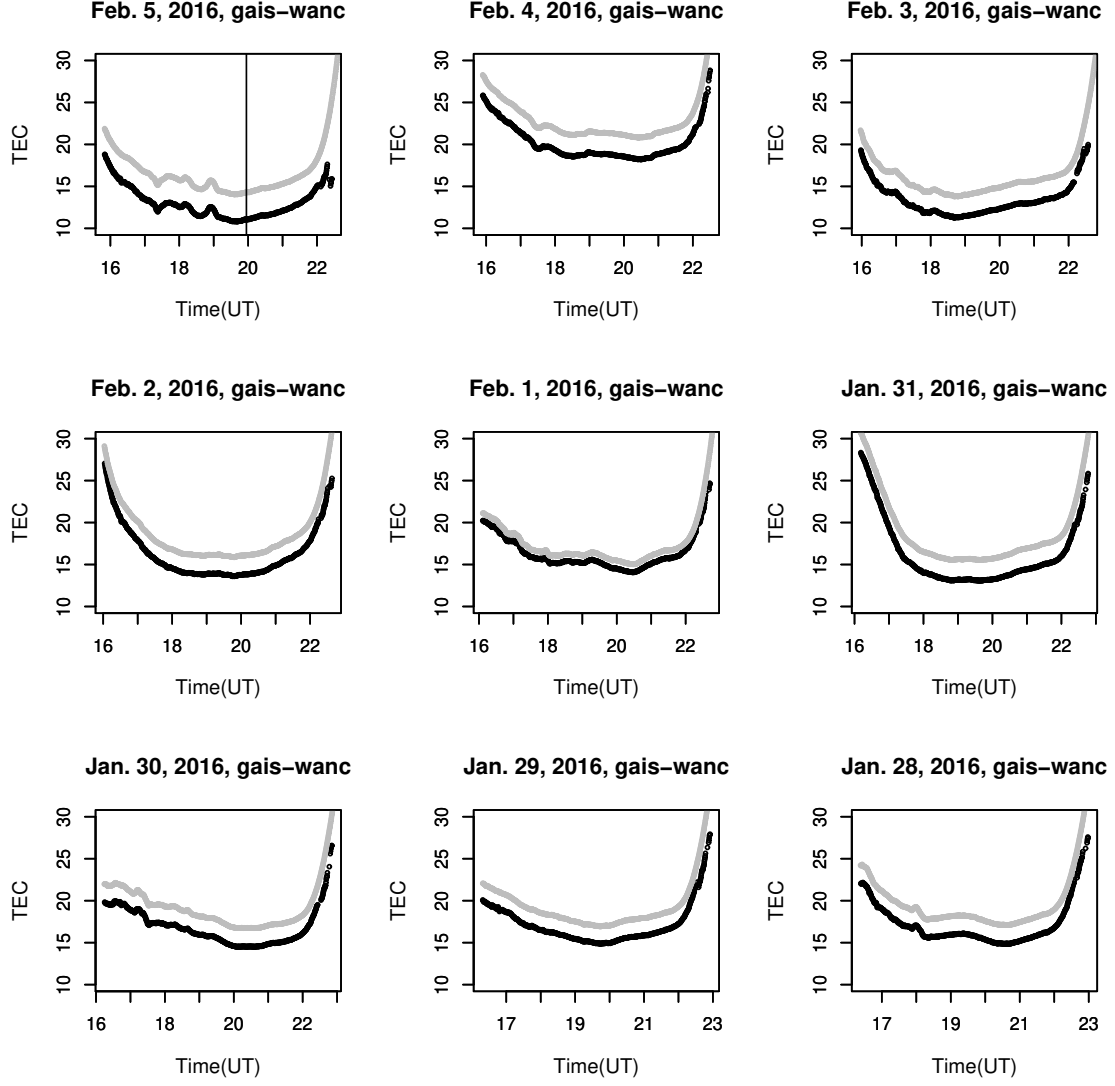 Feb. 5, 2016, gais−wanc
TEC
30
25
20
15
10
16 18 20 22
Time(UT)
Feb. 4, 2016, gais−wanc
TEC
30
25
20
15
10
16 18 20 22
Time(UT)
Feb. 3, 2016, gais−wanc
TEC
30
25
20
15
10
16 18 20 22
Time(UT)
Feb. 2, 2016, gais−wanc
TEC
30
25
20
15
10
16 18 20 22
Time(UT)
Feb. 1, 2016, gais−wanc
TEC
30
25
20
15
10
16 18 20 22
Time(UT)
Jan. 31, 2016, gais−wanc
TEC
30
25
20
15
10
16 18 20 22
Time(UT)
Jan. 30, 2016, gais−wanc
TEC
30
25
20
15
10
16 18 20 22
Time(UT)
Jan. 29, 2016, gais−wanc
TEC
30
25
20
15
10
17 19 21 23
Time(UT)
Jan. 28, 2016, gais−wanc
TEC
30
25
20
15
10
17 19 21 23
Time(UT)